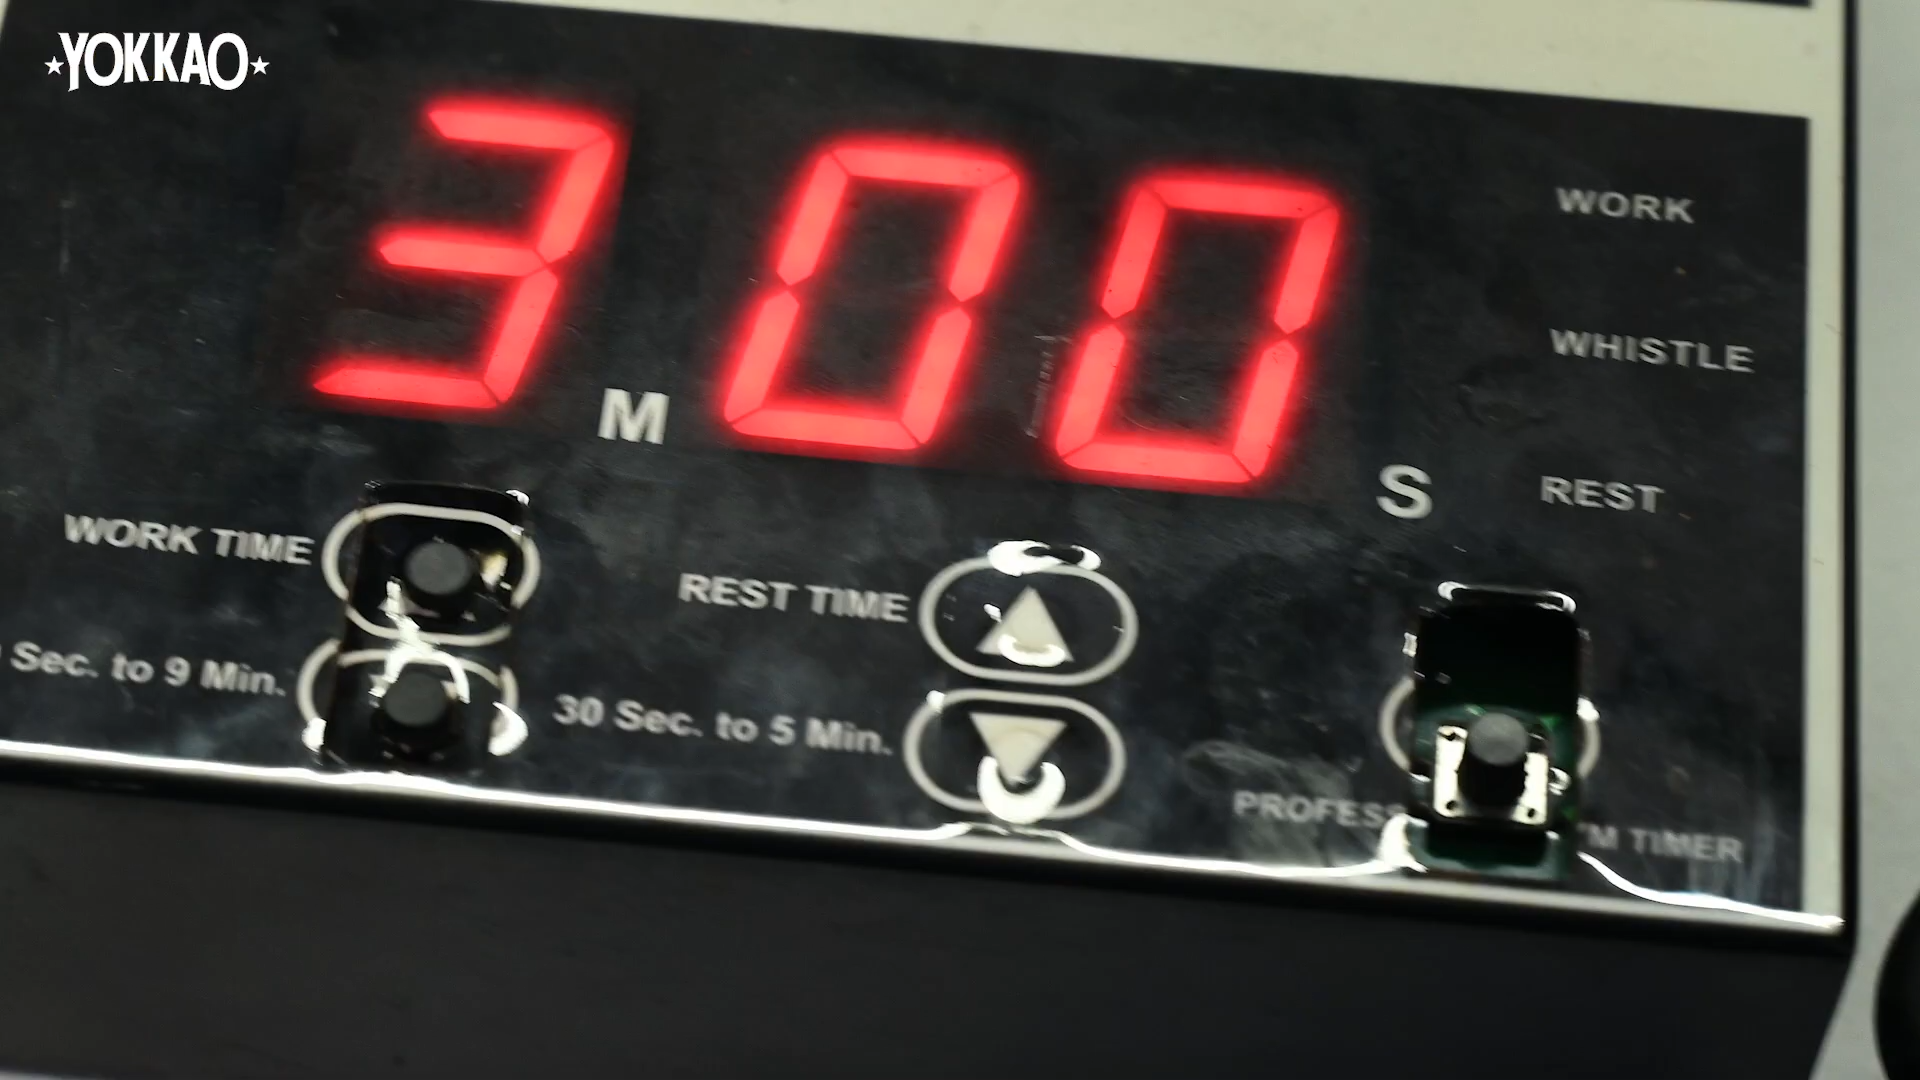 YOKKAO
3 M 00 S
WORK
WHISTLE
REST
WORK TIME
Sec. to 9 Min.
REST TIME
30 Sec. to 5 Min.
PROFESS
M TIMER